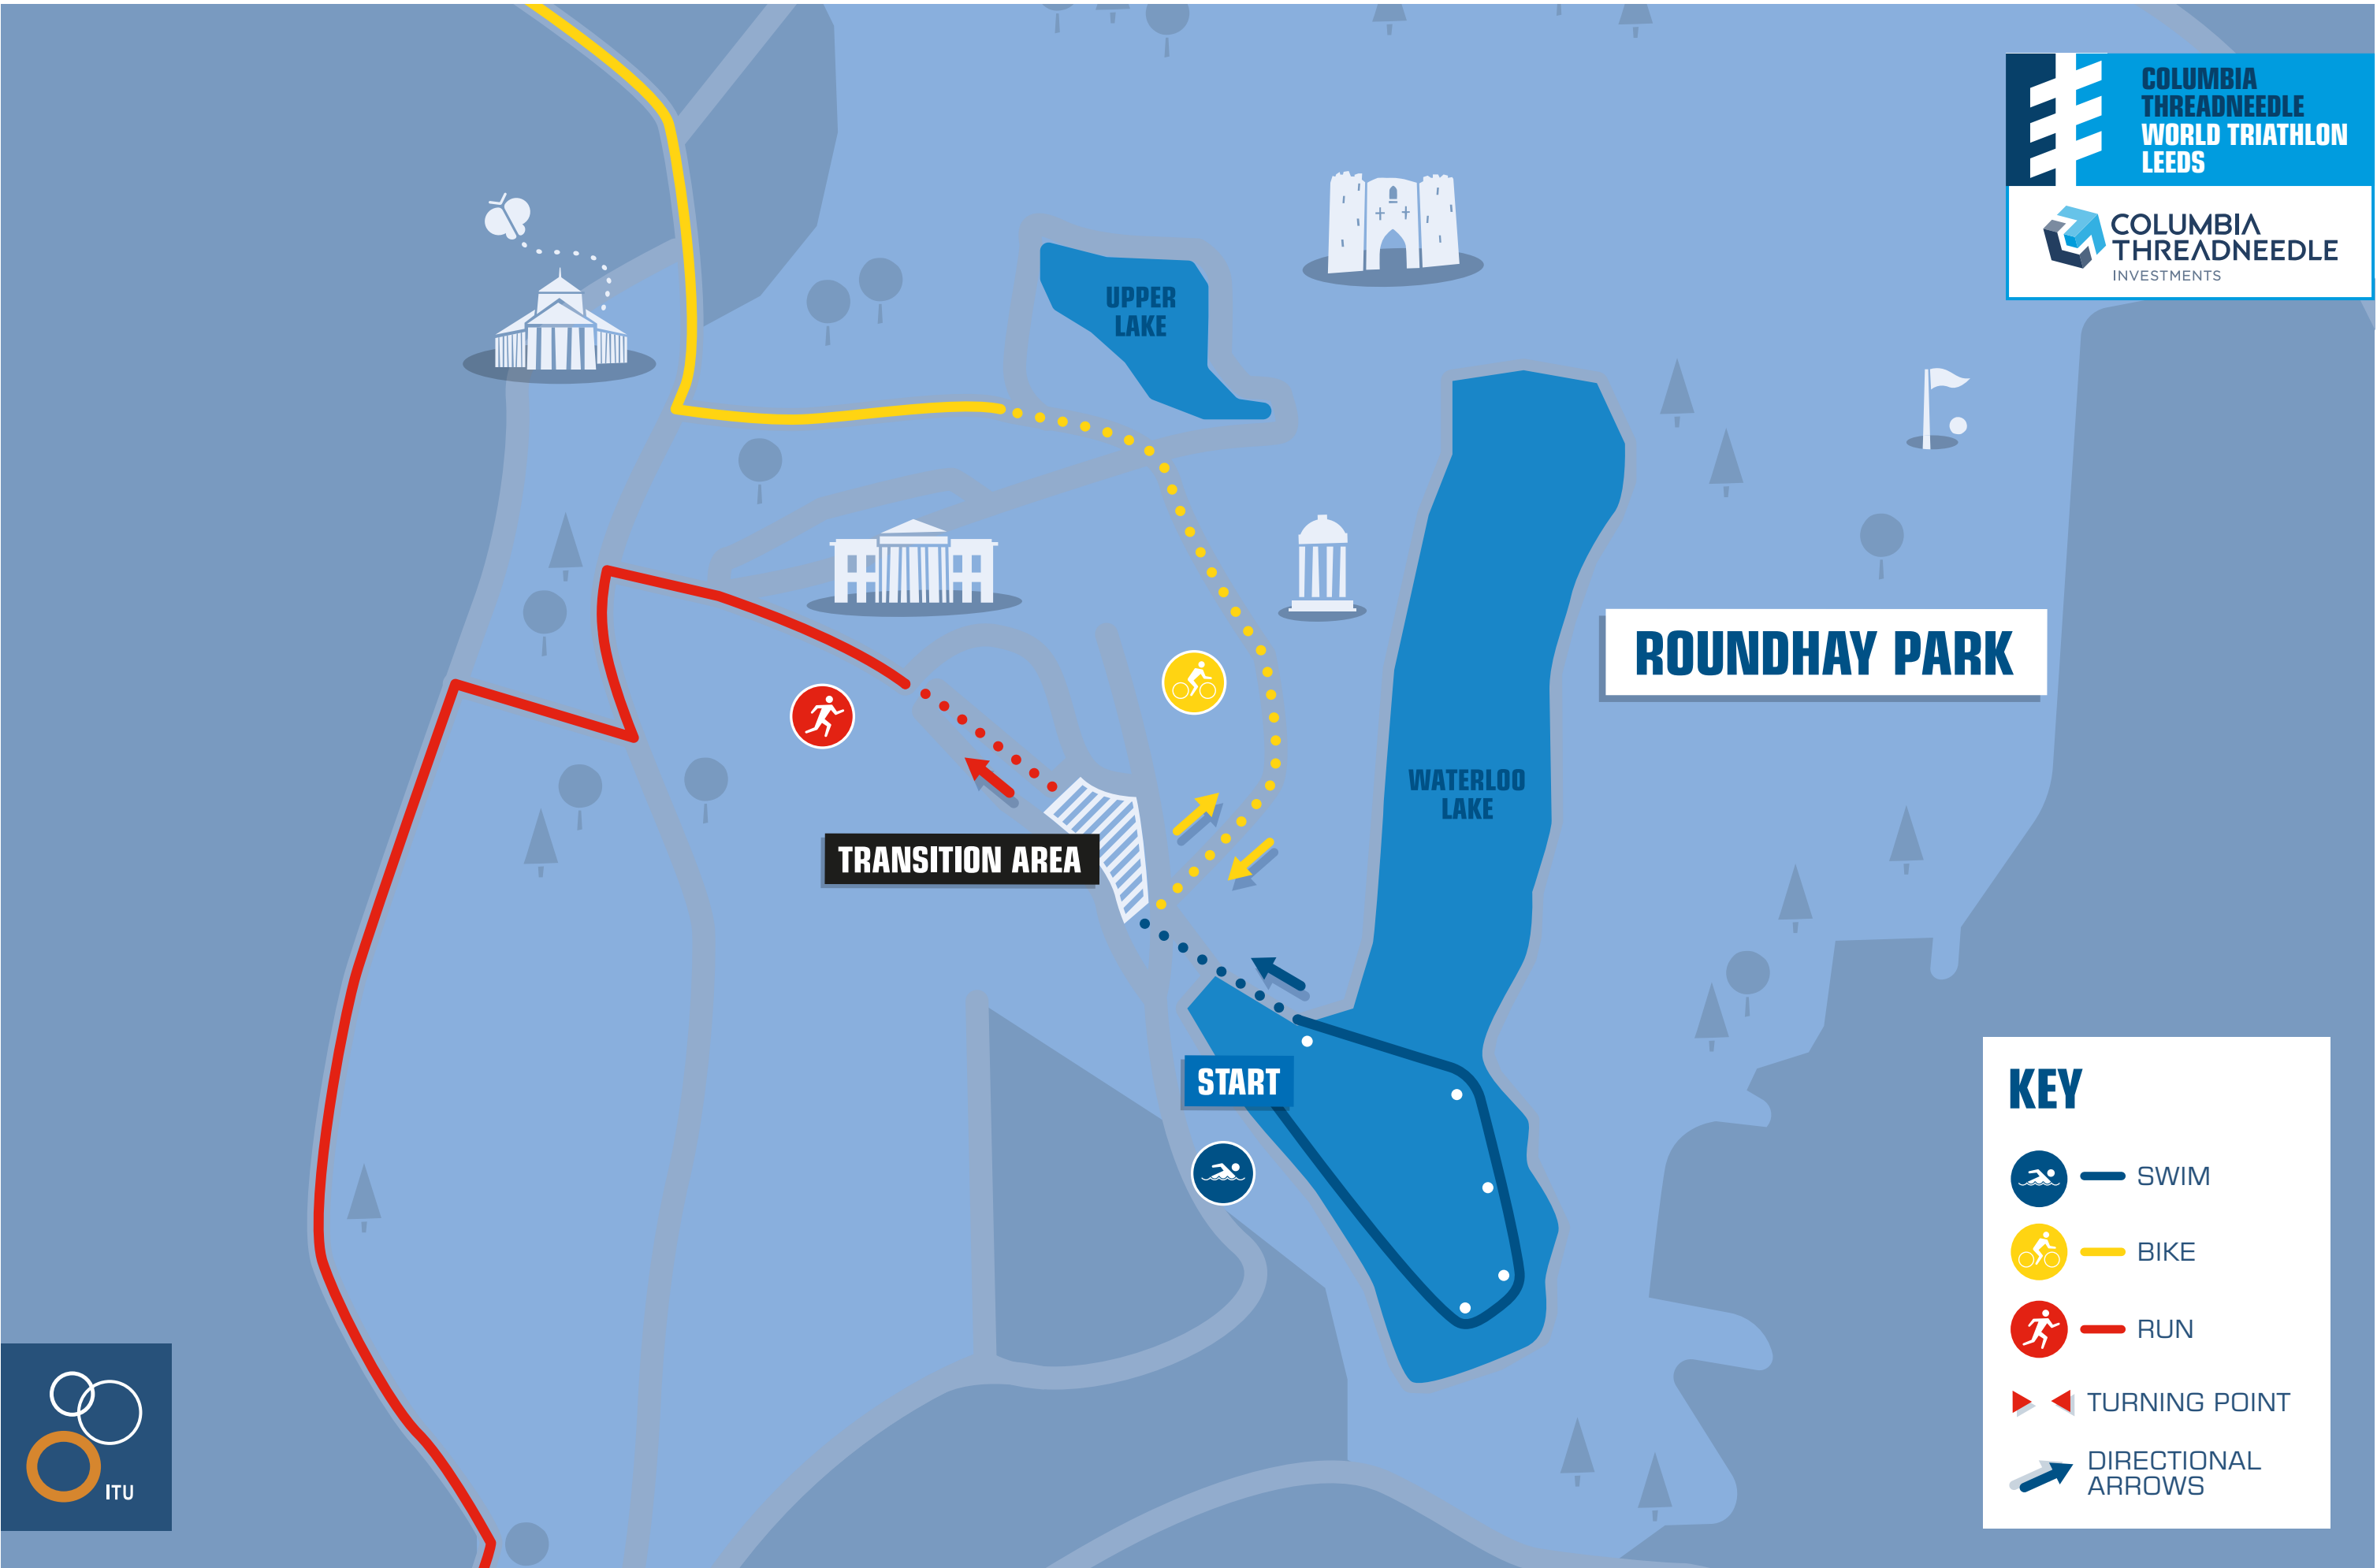 COLUMBIA
THREADNEEDLE
WORLD TRIATHLON
LEEDS
COLUMBIA
THREADNEEDLE
INVESTMENTS
UPPER
LAKE
ROUNDHAY PARK
WATERLOO
LAKE
TRANSITION AREA
START
KEY
SWIM
BIKE
RUN
TURNING POINT
DIRECTIONAL
ARROWS
ITU